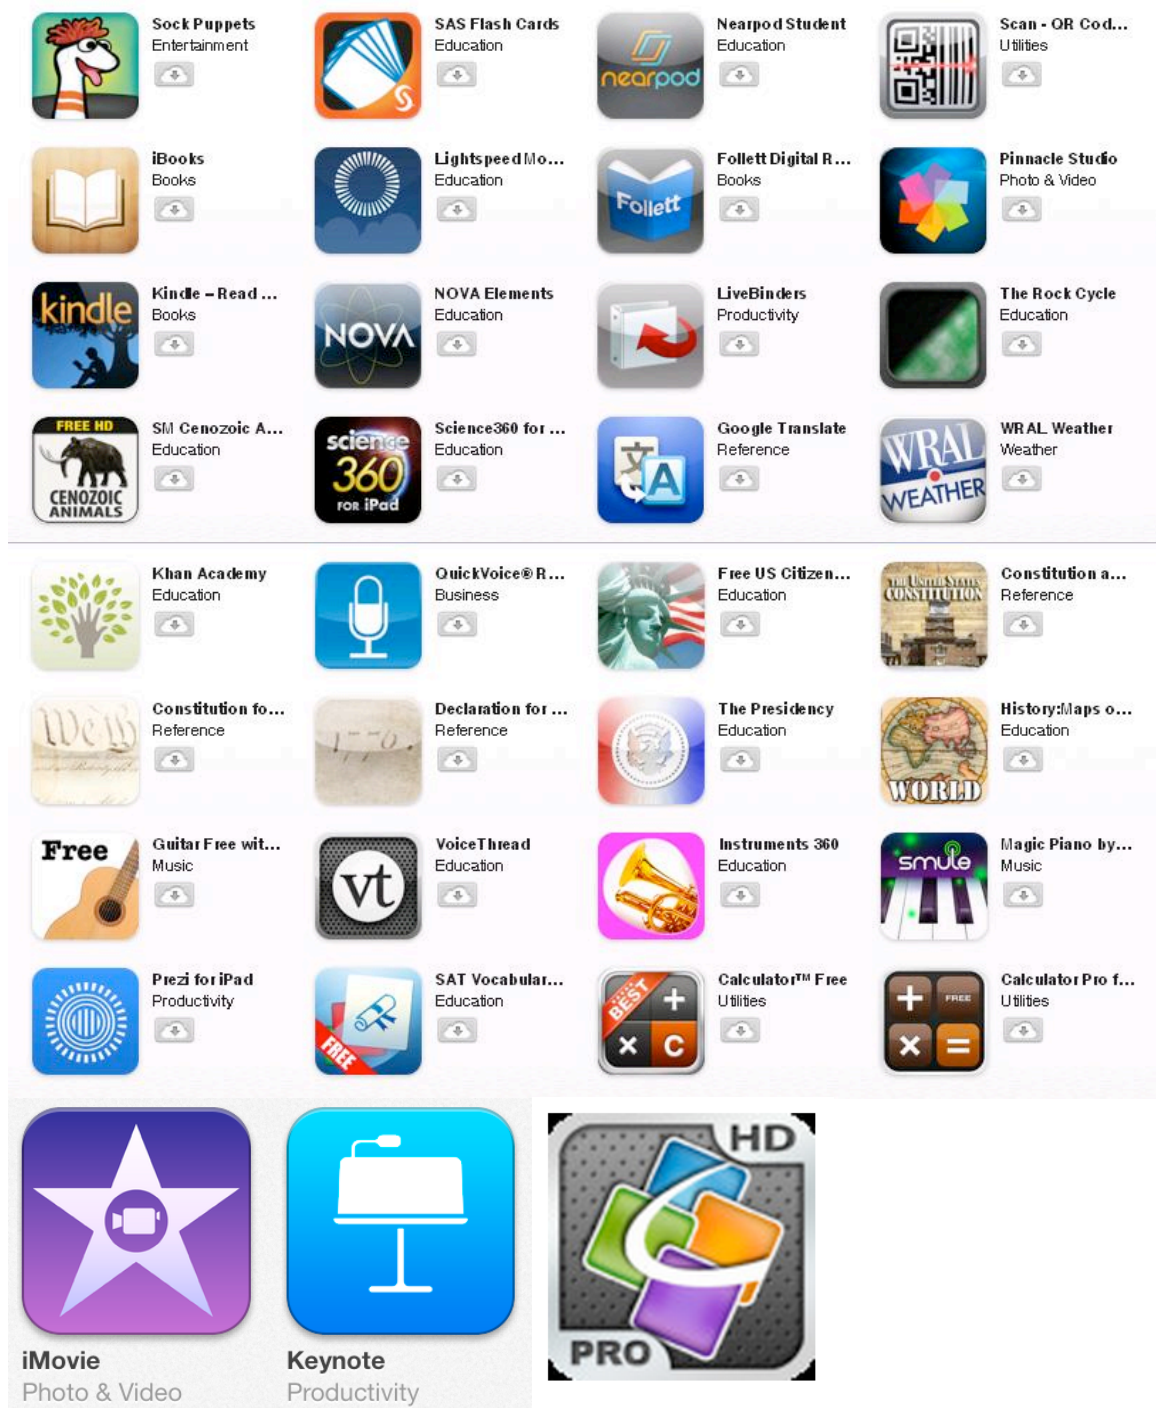 Sock Puppets
Entertainment
SAS Flash Cards
Education
nearpod
Nearpod Student
Education
Scan - QR Cod...
Utilities
iBooks
Books
Lightspeed Mo...
Education
Follett
Follett Digital R...
Books
Pinnacle Studio
Photo & Video
kindle
Kindle – Read ...
Books
NOVA
NOVA Elements
Education
LiveBinders
Productivity
The Rock Cycle
Education
FREE HD
CENOZOIC
ANIMALS
SM Cenozoic A...
Education
science
360
FOR iPad
Science360 for ...
Education
文
A
Google Translate
Reference
WRAL
WEATHER
WRAL Weather
Weather
Khan Academy
Education
QuickVoice® R...
Business
Free US Citizen...
Education
THE UNITED STATES
CONSTITUTION
Constitution a...
Reference
We the
Constitution fo...
Reference
Declaration for ...
Reference
The Presidency
Education
WORLD
History:Maps o...
Education
Free
Guitar Free wit...
Music
vt
VoiceThread
Education
Instruments 360
Education
smule
Magic Piano by...
Music
Prezi for iPad
Productivity
FREE
SAT Vocabular...
Education
BEST
+
× C
Calculator™ Free
Utilities
+ FREE
× =
Calculator Pro f...
Utilities
iMovie
Photo & Video
Keynote
Productivity
HD
PRO